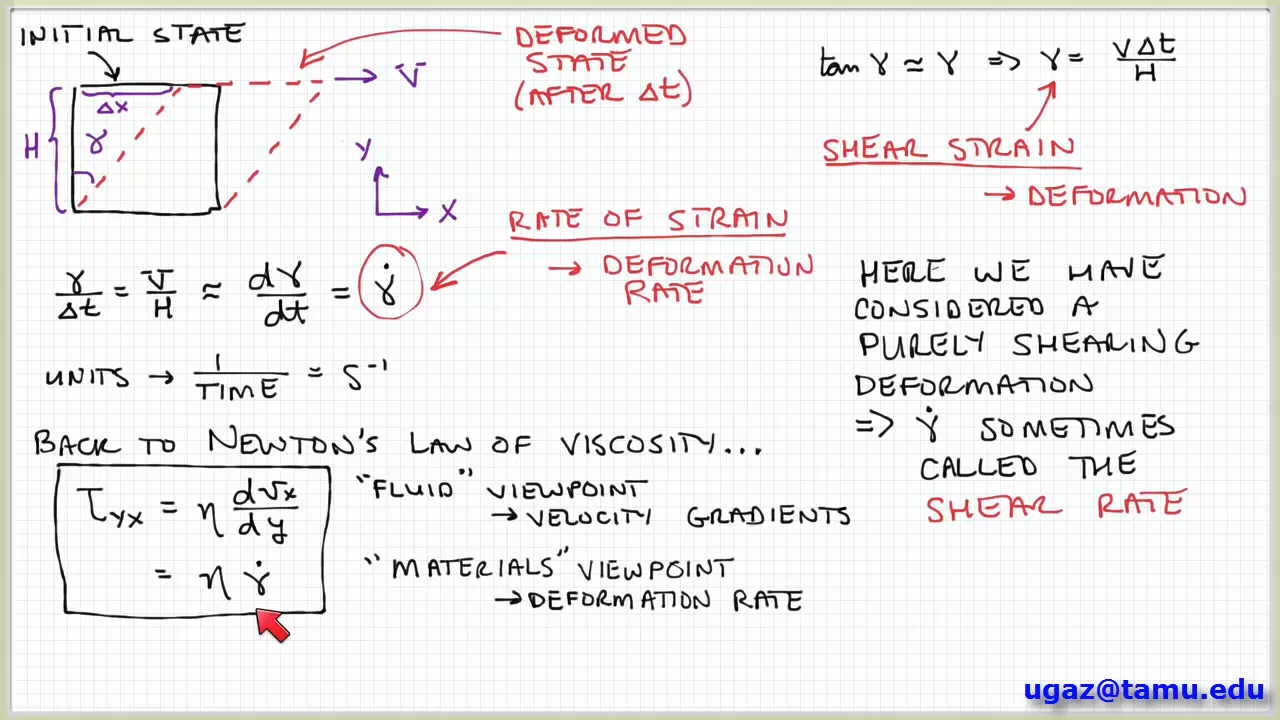 INITIAL STATE
DEFORMED
STATE
(AFTER Δt)
V
Δx
H
γ
Y
X
tan γ ≈ γ => γ = VΔt/H
SHEAR STRAIN
→ DEFORMATION
RATE OF STRAIN
→ DEFORMATION
RATE
γ/Δt = V/H ≈ dγ/dt = γ̇
UNITS → 1/TIME = S⁻¹
HERE WE HAVE
CONSIDERED A
PURELY SHEARING
DEFORMATION
=> γ̇ SOMETIMES
CALLED THE
SHEAR RATE
BACK TO NEWTON'S LAW OF VISCOSITY...
τYX = η dVx/dy
= η γ̇
"FLUID" VIEWPOINT
→ VELOCITY GRADIENTS
"MATERIALS" VIEWPOINT
→ DEFORMATION RATE
ugaz@tamu.edu